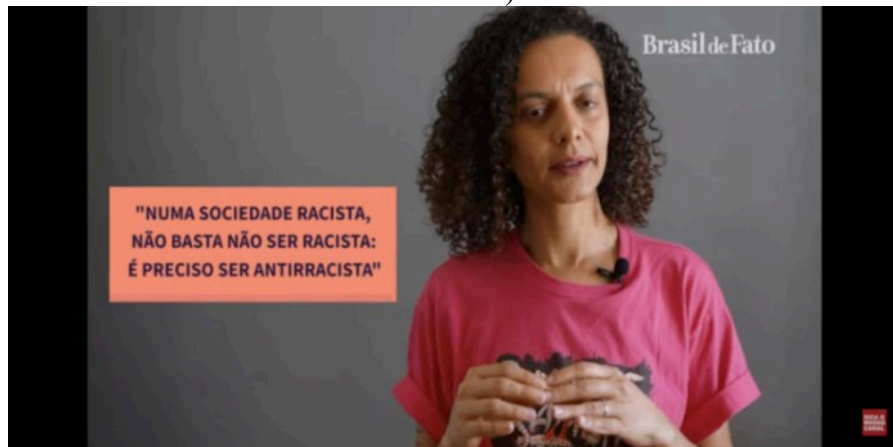 Brasil de Fato
"NUMA SOCIEDADE RACISTA,
NÃO BASTA NÃO SER RACISTA:
É PRECISO SER ANTIRRACISTA"